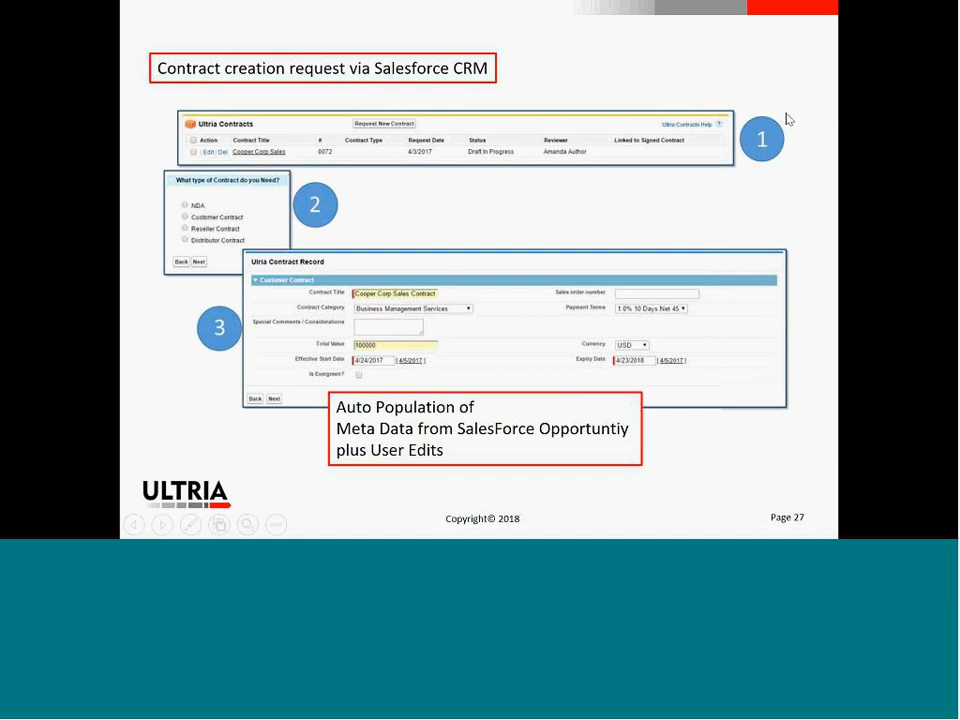 Contract creation request via Salesforce CRM
Ultria Contracts Request New Contract Ultria Contracts Help ?
Action Contract Title # Contract Type Request Date Status Reviewer Linked to Signed Contract
Edit | Del Cooper Corp Sales 0072 4/3/2017 Draft In Progress Amanda Author
1
What type of Contract do you Need?
NDA
Customer Contract
Reseller Contract
Distributor Contract
Back Next
2
Ulria Contract Record
Customer Contract
Contract Title Cooper Corp Sales Contract Sales order number
Contract Category Business Management Services Payment Terms 1.0% 10 Days Net 45
Special Comments / Considerations
Total Value 100000 Currency USD
Effective Start Date 4/24/2017 [ 4/5/2017 ] Expiry Date 4/23/2018 [ 4/5/2017 ]
Is Evergreen?
Back Next
3
Auto Population of
Meta Data from SalesForce Opportuntiy
plus User Edits
ULTRIA
Copyright© 2018
Page 27